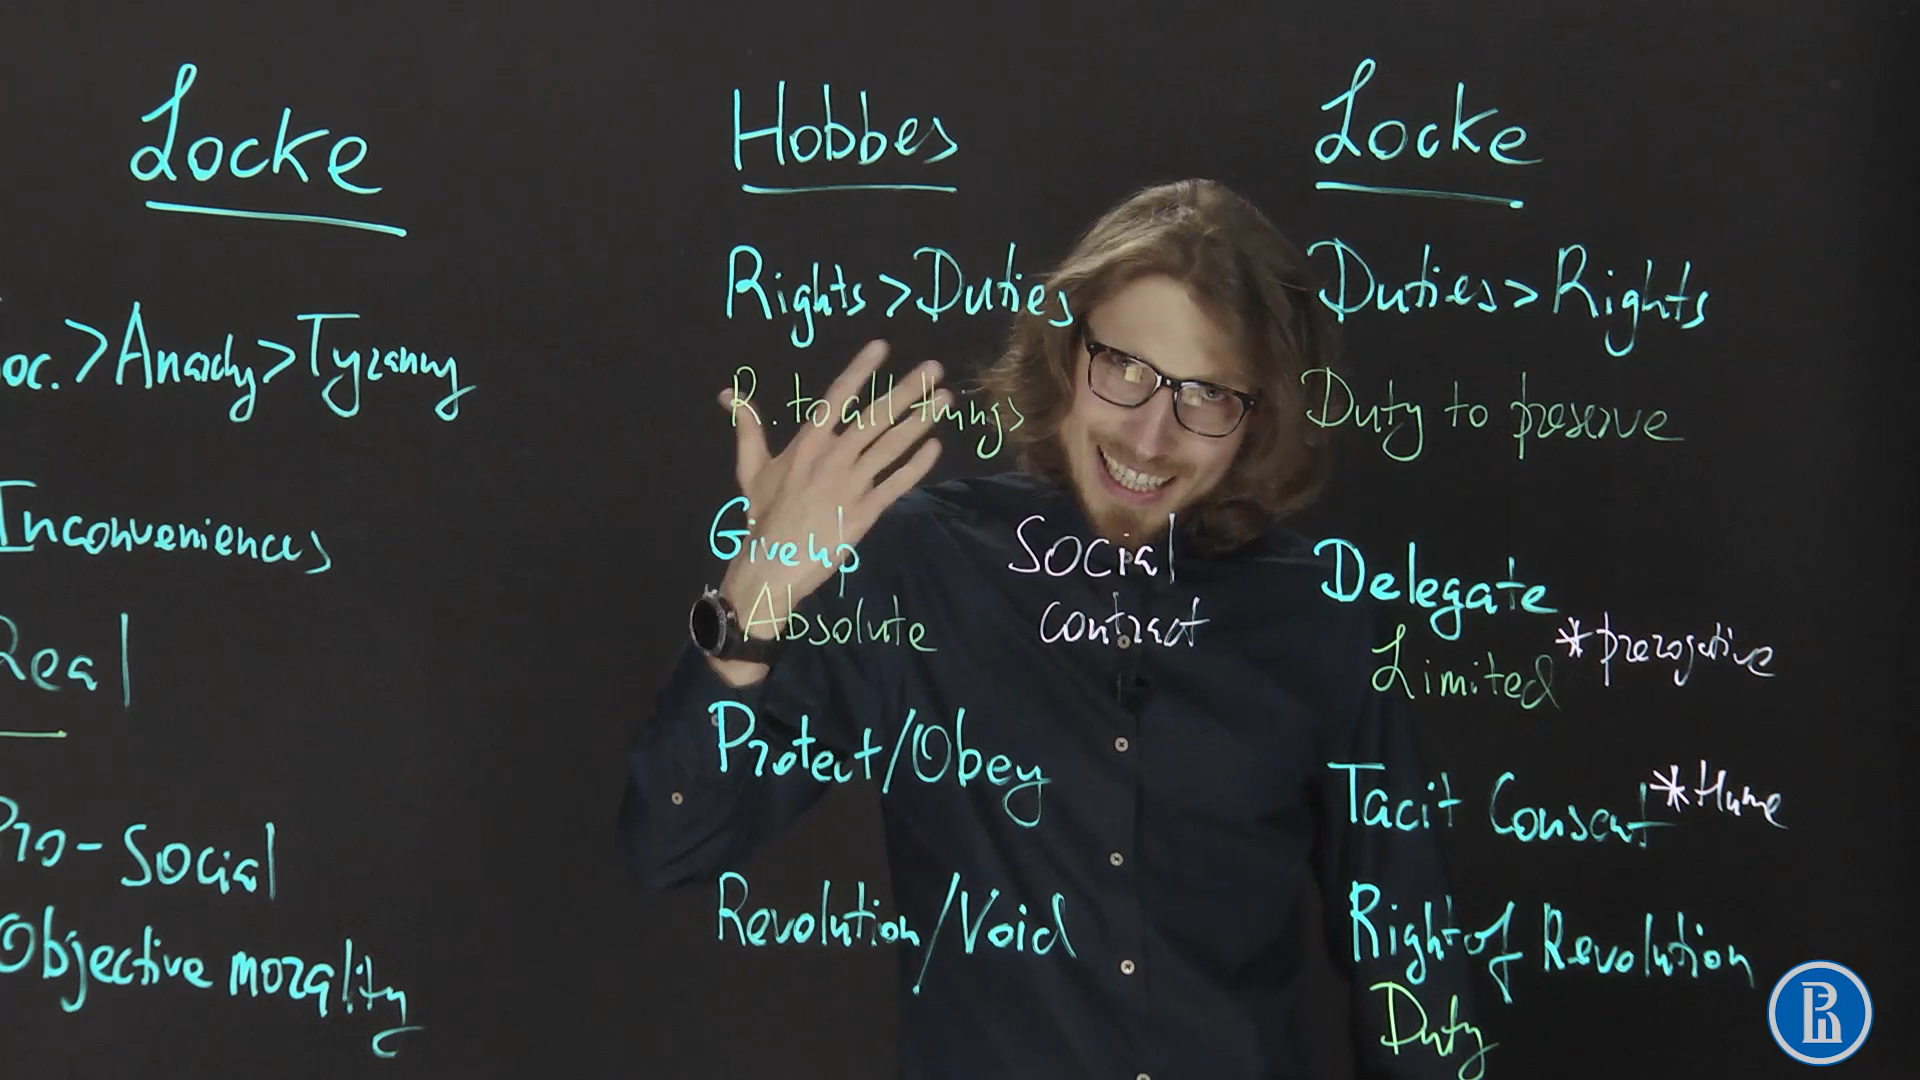 Locke
oc. > Anarchy > Tyranny
Inconveniences
Real
Pro-Social
Objective morality
Hobbes
Rights > Duties
R. to all things
Give up
Absolute
Social
contract
Protect/Obey
Revolution/Void
Locke
Duties > Rights
Duty to preserve
Delegate
Limited *prerogative
Tacit Consent *Hume
Right of Revolution
Duty